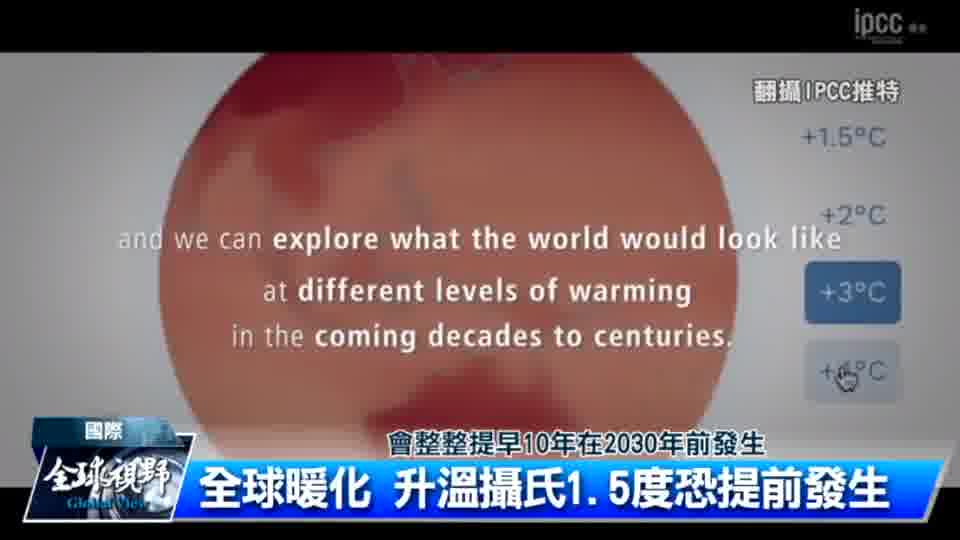 ipcc
翻攝IPCC推特
+1.5°C
+2°C
and we can explore what the world would look like
at different levels of warming
+3°C
in the coming decades to centuries.
+4°C
國際
會整整提早10年在2030年前發生
全球視野
Global View
全球暖化 升溫攝氏1.5度恐提前發生